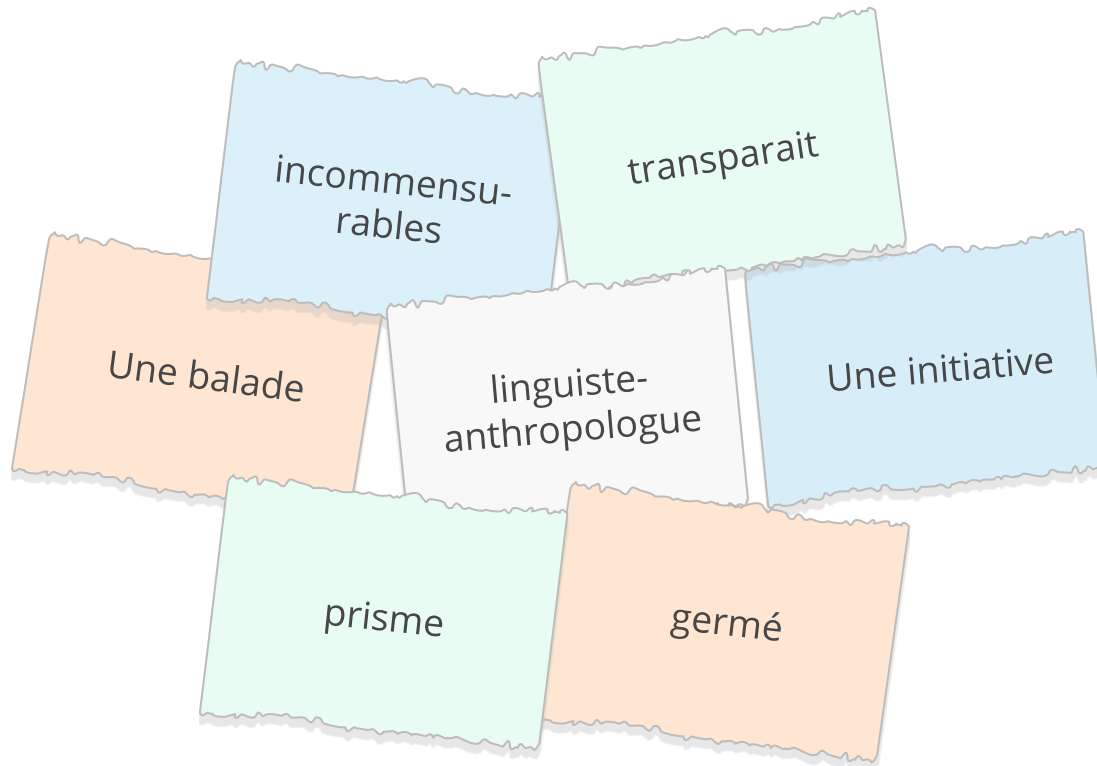 incommensu-
rables
transparait
Une balade
linguiste-
anthropologue
Une initiative
prisme
germé